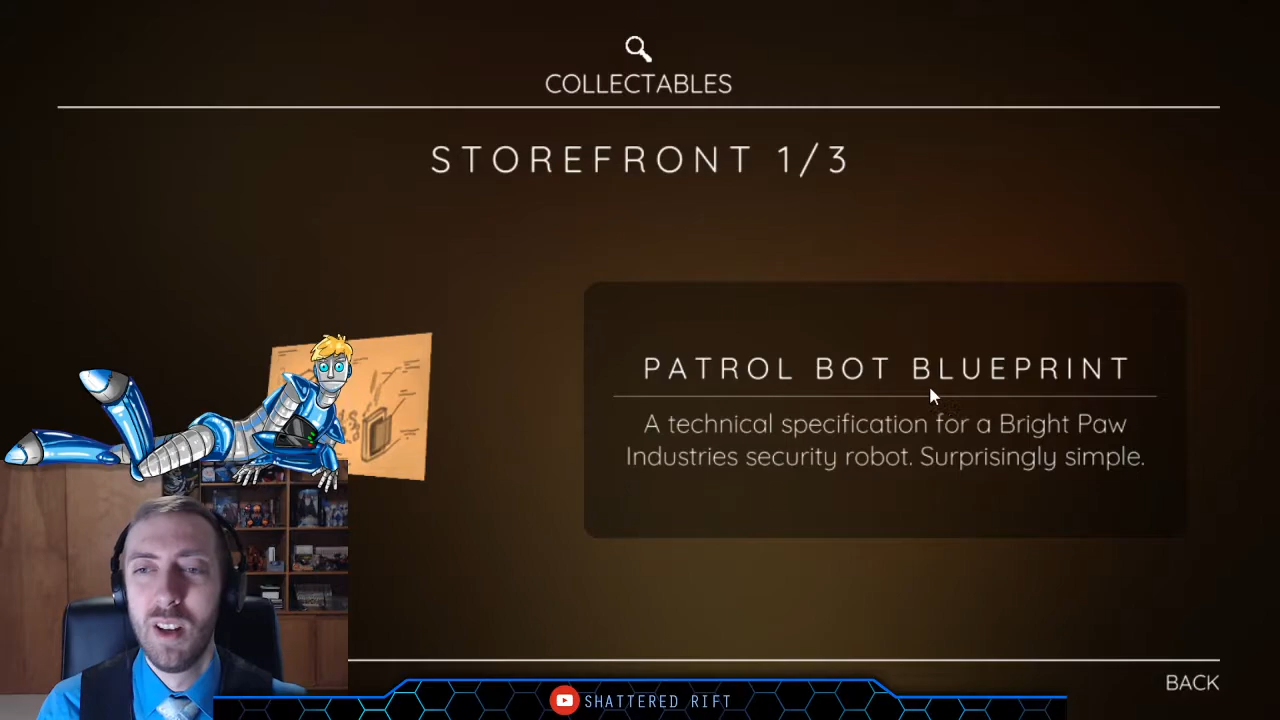 COLLECTABLES
STOREFRONT 1/3
PATROL BOT BLUEPRINT
A technical specification for a Bright Paw
Industries security robot. Surprisingly simple.
BACK
SHATTERED RIFT